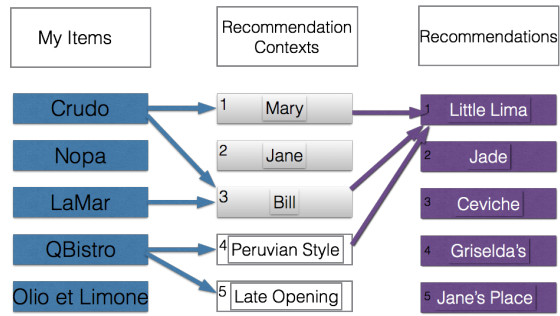 My Items
Recommendation
Contexts
Recommendations
Crudo
Nopa
LaMar
QBistro
Olio et Limone
1 Mary
2 Jane
3 Bill
4 Peruvian Style
5 Late Opening
1 Little Lima
2 Jade
3 Ceviche
4 Griselda's
5 Jane's Place